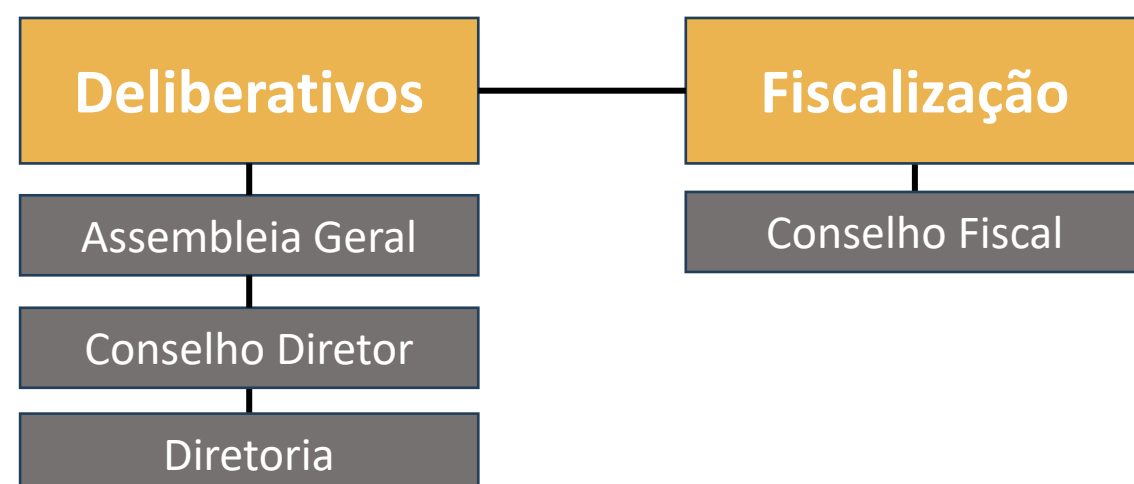 Deliberativos
Assembleia Geral
Conselho Diretor
Diretoria
Fiscalização
Conselho Fiscal